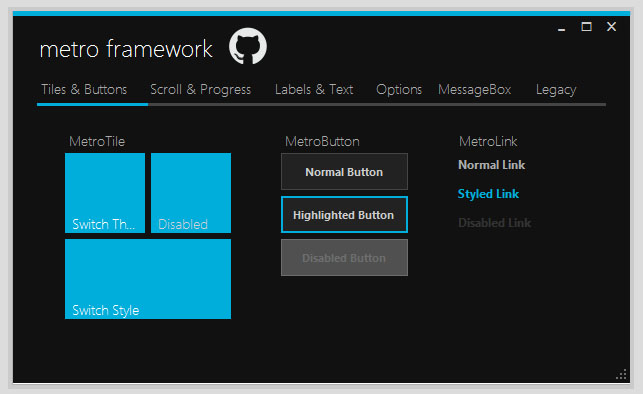 metro framework
Tiles & Buttons Scroll & Progress Labels & Text Options MessageBox Legacy
MetroTile MetroButton MetroLink
Switch Th... Disabled
Switch Style
Normal Button
Highlighted Button
Disabled Button
Normal Link
Styled Link
Disabled Link